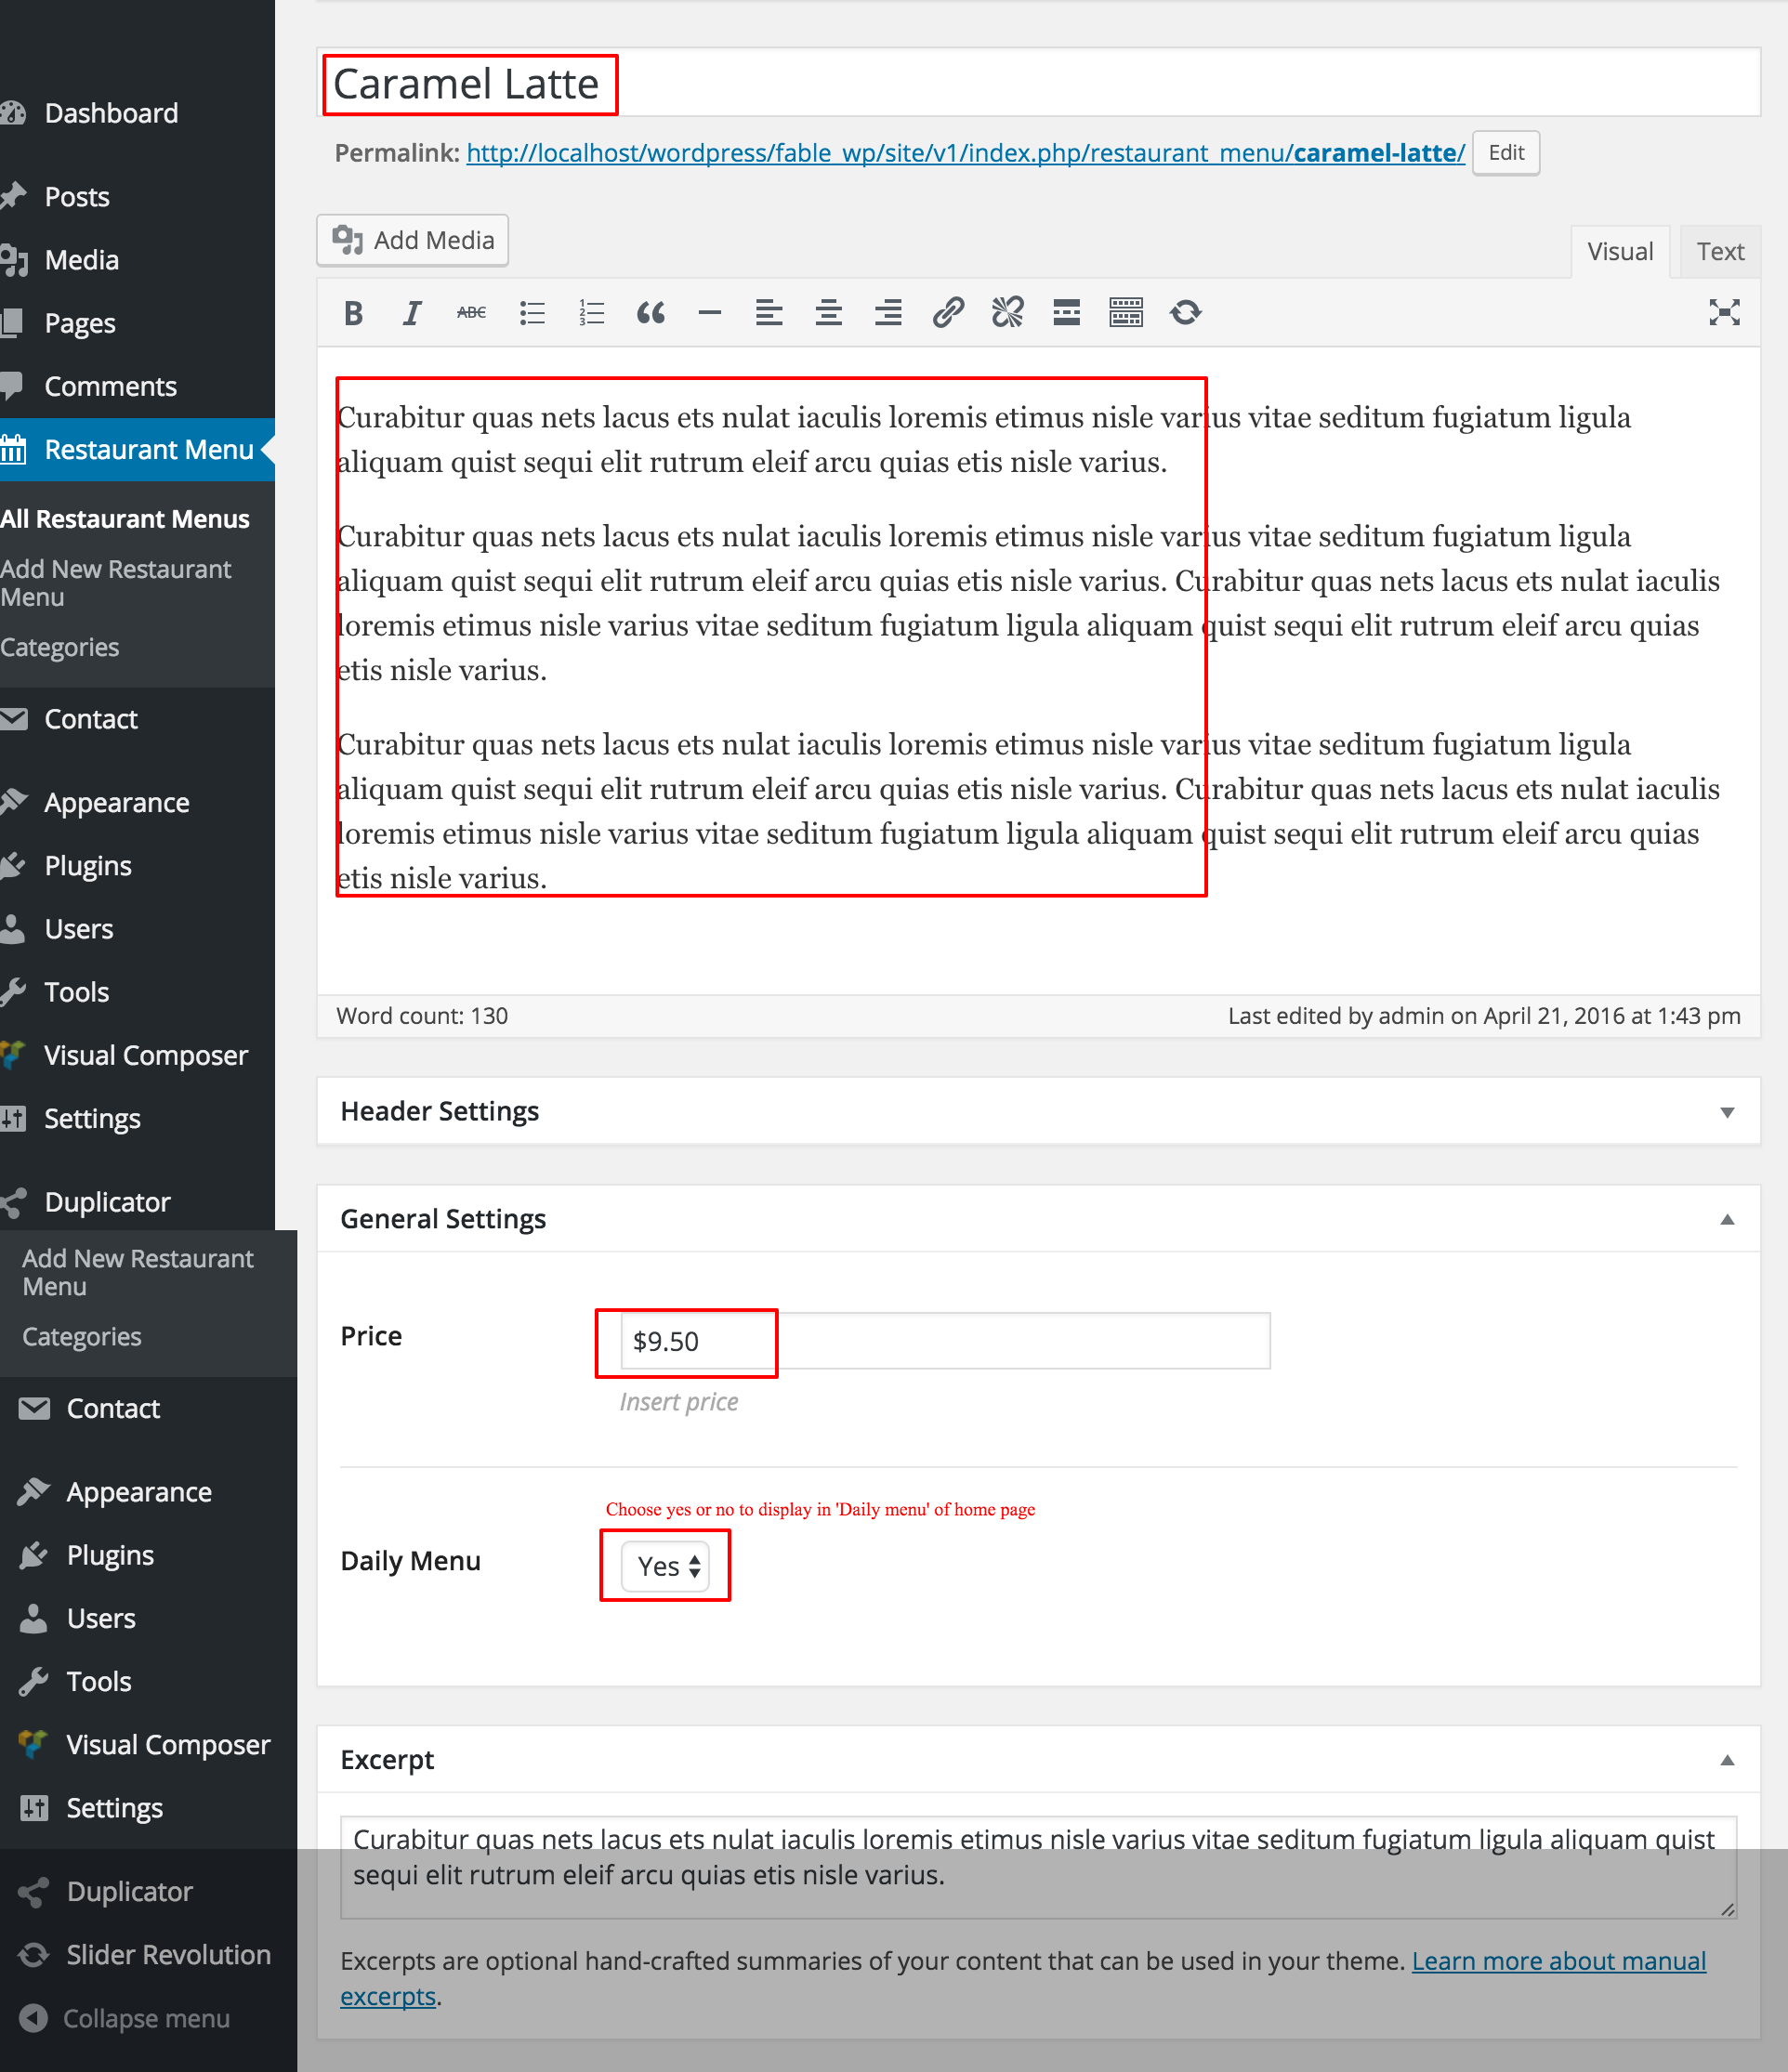 Dashboard
Posts
Media
Pages
Comments
Restaurant Menu
All Restaurant Menus
Add New Restaurant
Menu
Categories
Contact
Appearance
Plugins
Users
Tools
Visual Composer
Settings
Duplicator
Add New Restaurant
Menu
Categories
Contact
Appearance
Plugins
Users
Tools
Visual Composer
Settings
Duplicator
Slider Revolution
Collapse menu
Caramel Latte
Permalink: http://localhost/wordpress/fable_wp/site/v1/index.php/restaurant_menu/caramel-latte/ Edit
Add Media
Visual Text
B I ABC
Curabitur quas nets lacus ets nulat iaculis loremis etimus nisle varius vitae seditum fugiatum ligula
aliquam quist sequi elit rutrum eleif arcu quias etis nisle varius.
Curabitur quas nets lacus ets nulat iaculis loremis etimus nisle varius vitae seditum fugiatum ligula
aliquam quist sequi elit rutrum eleif arcu quias etis nisle varius. Curabitur quas nets lacus ets nulat iaculis
loremis etimus nisle varius vitae seditum fugiatum ligula aliquam quist sequi elit rutrum eleif arcu quias
etis nisle varius.
Curabitur quas nets lacus ets nulat iaculis loremis etimus nisle varius vitae seditum fugiatum ligula
aliquam quist sequi elit rutrum eleif arcu quias etis nisle varius. Curabitur quas nets lacus ets nulat iaculis
loremis etimus nisle varius vitae seditum fugiatum ligula aliquam quist sequi elit rutrum eleif arcu quias
etis nisle varius.
Word count: 130 Last edited by admin on April 21, 2016 at 1:43 pm
Header Settings
General Settings
Price $9.50
Insert price
Choose yes or no to display in 'Daily menu' of home page
Daily Menu Yes
Excerpt
Curabitur quas nets lacus ets nulat iaculis loremis etimus nisle varius vitae seditum fugiatum ligula aliquam quist
sequi elit rutrum eleif arcu quias etis nisle varius.
Excerpts are optional hand-crafted summaries of your content that can be used in your theme. Learn more about manual
excerpts.